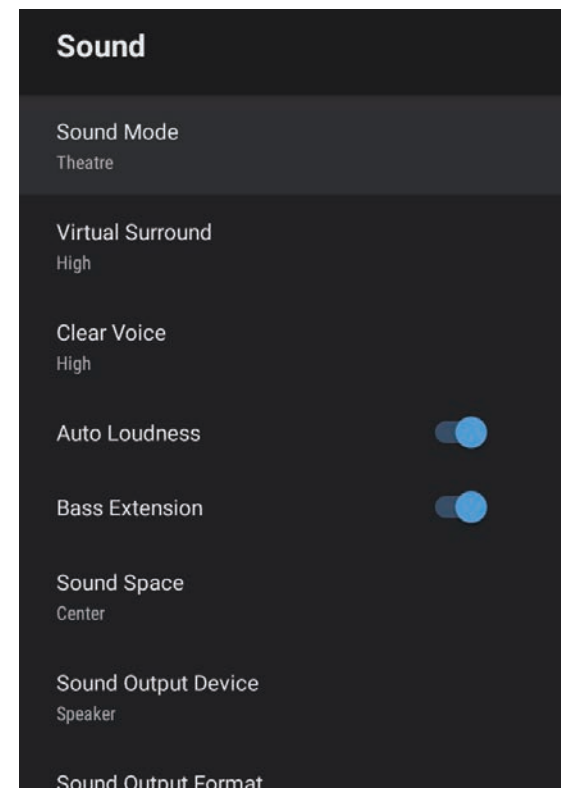 Sound
Sound Mode
Theatre
Virtual Surround
High
Clear Voice
High
Auto Loudness
Bass Extension
Sound Space
Center
Sound Output Device
Speaker
Sound Output Format